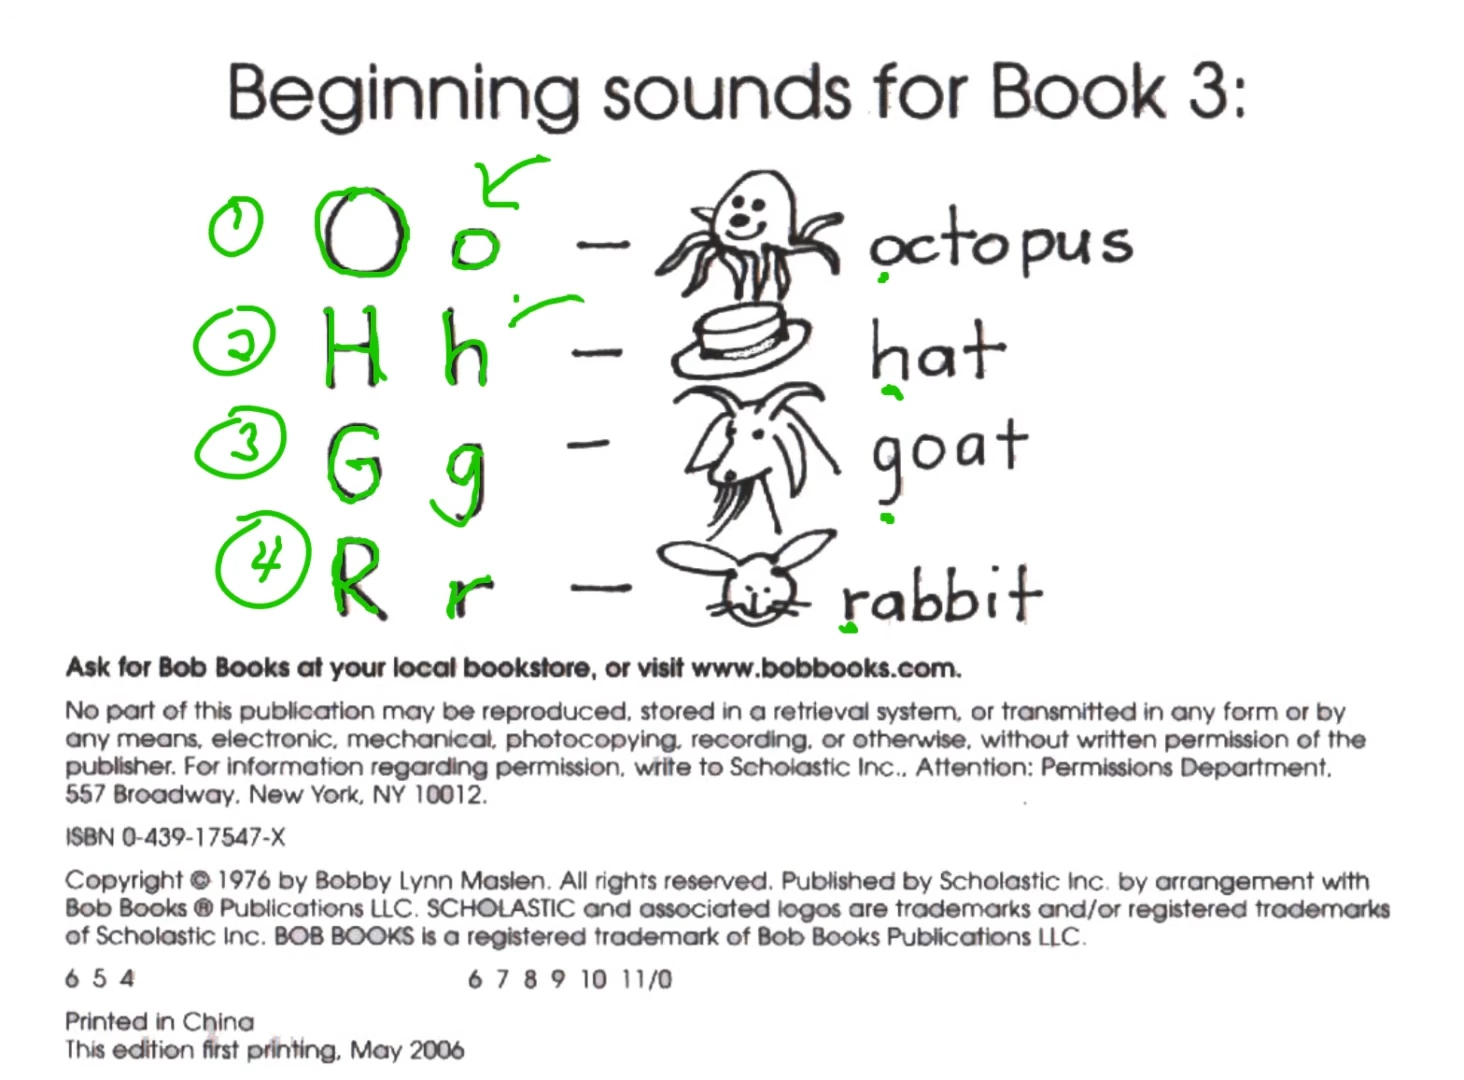 Beginning sounds for Book 3:
1 O o – octopus
2 H h – hat
3 G g – goat
4 R r – rabbit
Ask for Bob Books at your local bookstore, or visit www.bobbooks.com.
No part of this publication may be reproduced, stored in a retrieval system, or transmitted in any form or by
any means, electronic, mechanical, photocopying, recording, or otherwise, without written permission of the
publisher. For information regarding permission, write to Scholastic Inc., Attention: Permissions Department,
557 Broadway, New York, NY 10012.
ISBN 0-439-17547-X
Copyright © 1976 by Bobby Lynn Maslen. All rights reserved. Published by Scholastic Inc. by arrangement with
Bob Books ® Publications LLC. SCHOLASTIC and associated logos are trademarks and/or registered trademarks
of Scholastic Inc. BOB BOOKS is a registered trademark of Bob Books Publications LLC.
6 5 4 6 7 8 9 10 11/0
Printed in China
This edition first printing, May 2006